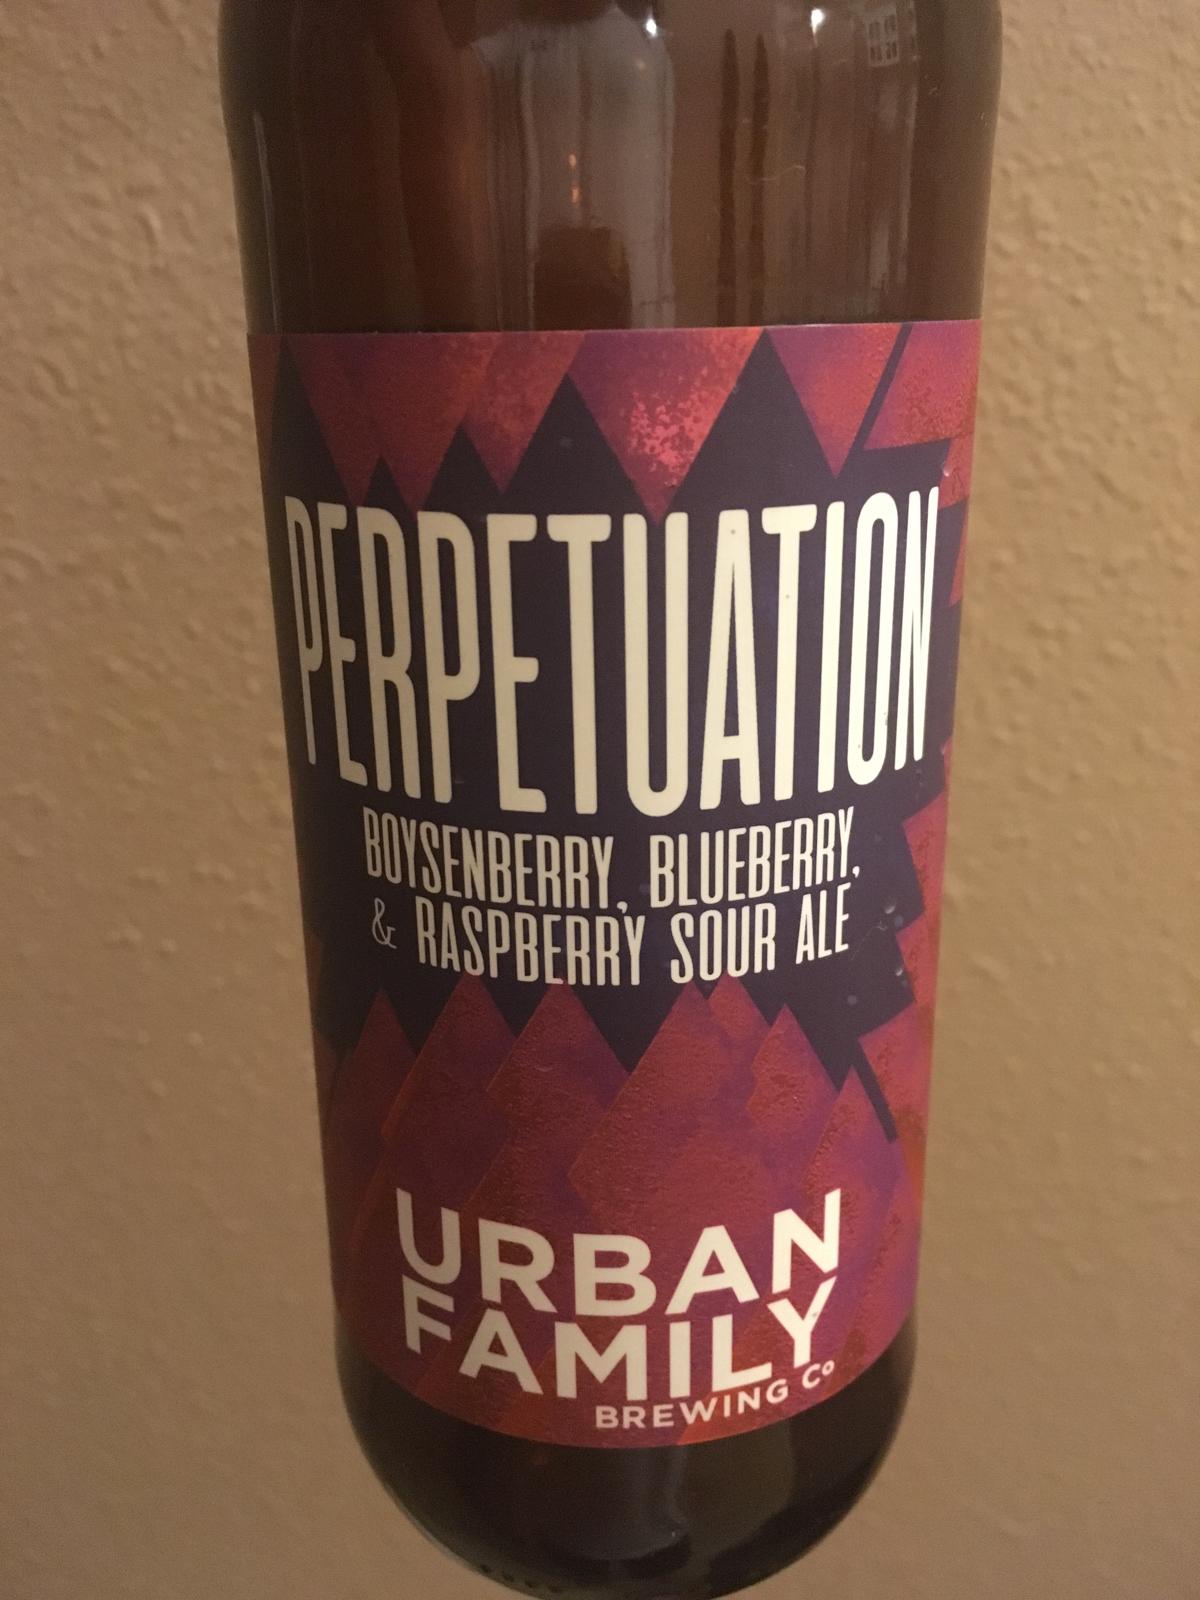 PERPETUATION
BOYSENBERRY, BLUEBERRY,
& RASPBERRY SOUR ALE
URBAN
FAMILY
BREWING Co